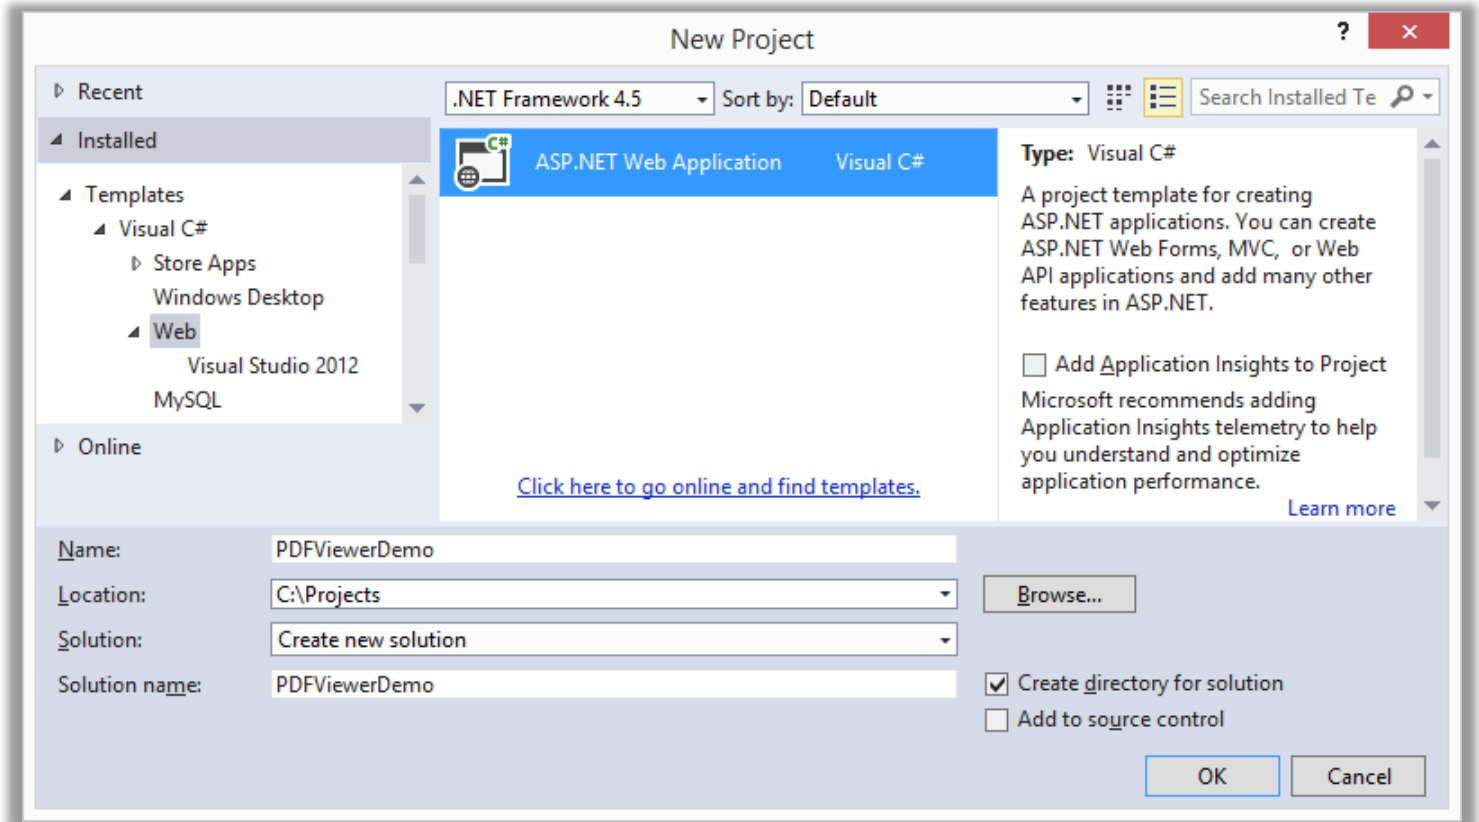 New Project
?
Recent
Installed
Templates
Visual C#
Store Apps
Windows Desktop
Web
Visual Studio 2012
MySQL
Online
.NET Framework 4.5
Sort by:
Default
Search Installed Te
C#
ASP.NET Web Application
Visual C#
Click here to go online and find templates.
Type: Visual C#
A project template for creating
ASP.NET applications. You can create
ASP.NET Web Forms, MVC, or Web
API applications and add many other
features in ASP.NET.
Add Application Insights to Project
Microsoft recommends adding
Application Insights telemetry to help
you understand and optimize
application performance.
Learn more
Name:
PDFViewerDemo
Location:
C:\Projects
Browse...
Solution:
Create new solution
Solution name:
PDFViewerDemo
Create directory for solution
Add to source control
OK
Cancel